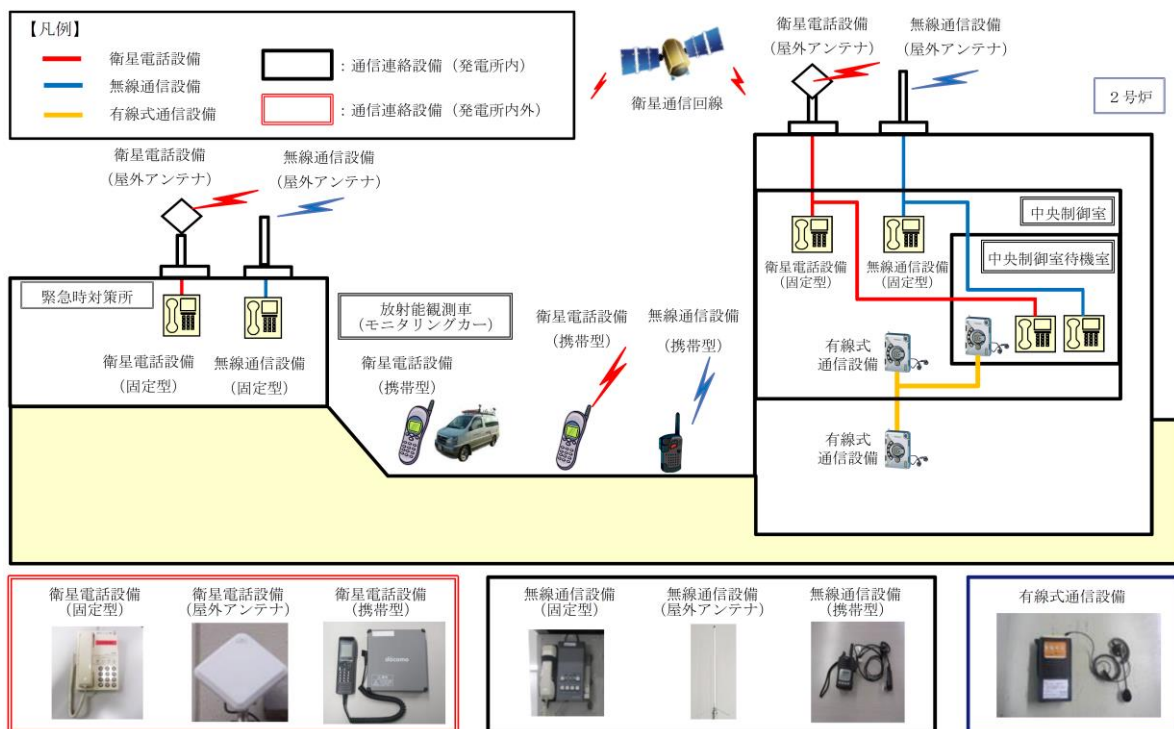 【凡例】
衛星電話設備
無線通信設備
有線式通信設備
:通信連絡設備(発電所内)
:通信連絡設備(発電所内外)
衛星通信回線
衛星電話設備
(屋外アンテナ)
無線通信設備
(屋外アンテナ)
2号炉
衛星電話設備
(屋外アンテナ)
無線通信設備
(屋外アンテナ)
緊急時対策所
衛星電話設備
(固定型)
無線通信設備
(固定型)
放射能観測車
(モニタリングカー)
衛星電話設備
(携帯型)
衛星電話設備
(携帯型)
無線通信設備
(携帯型)
中央制御室
衛星電話設備
(固定型)
無線通信設備
(固定型)
中央制御室待機室
有線式
通信設備
有線式
通信設備
衛星電話設備
(固定型)
衛星電話設備
(屋外アンテナ)
衛星電話設備
(携帯型)
docomo
無線通信設備
(固定型)
無線通信設備
(屋外アンテナ)
無線通信設備
(携帯型)
有線式通信設備